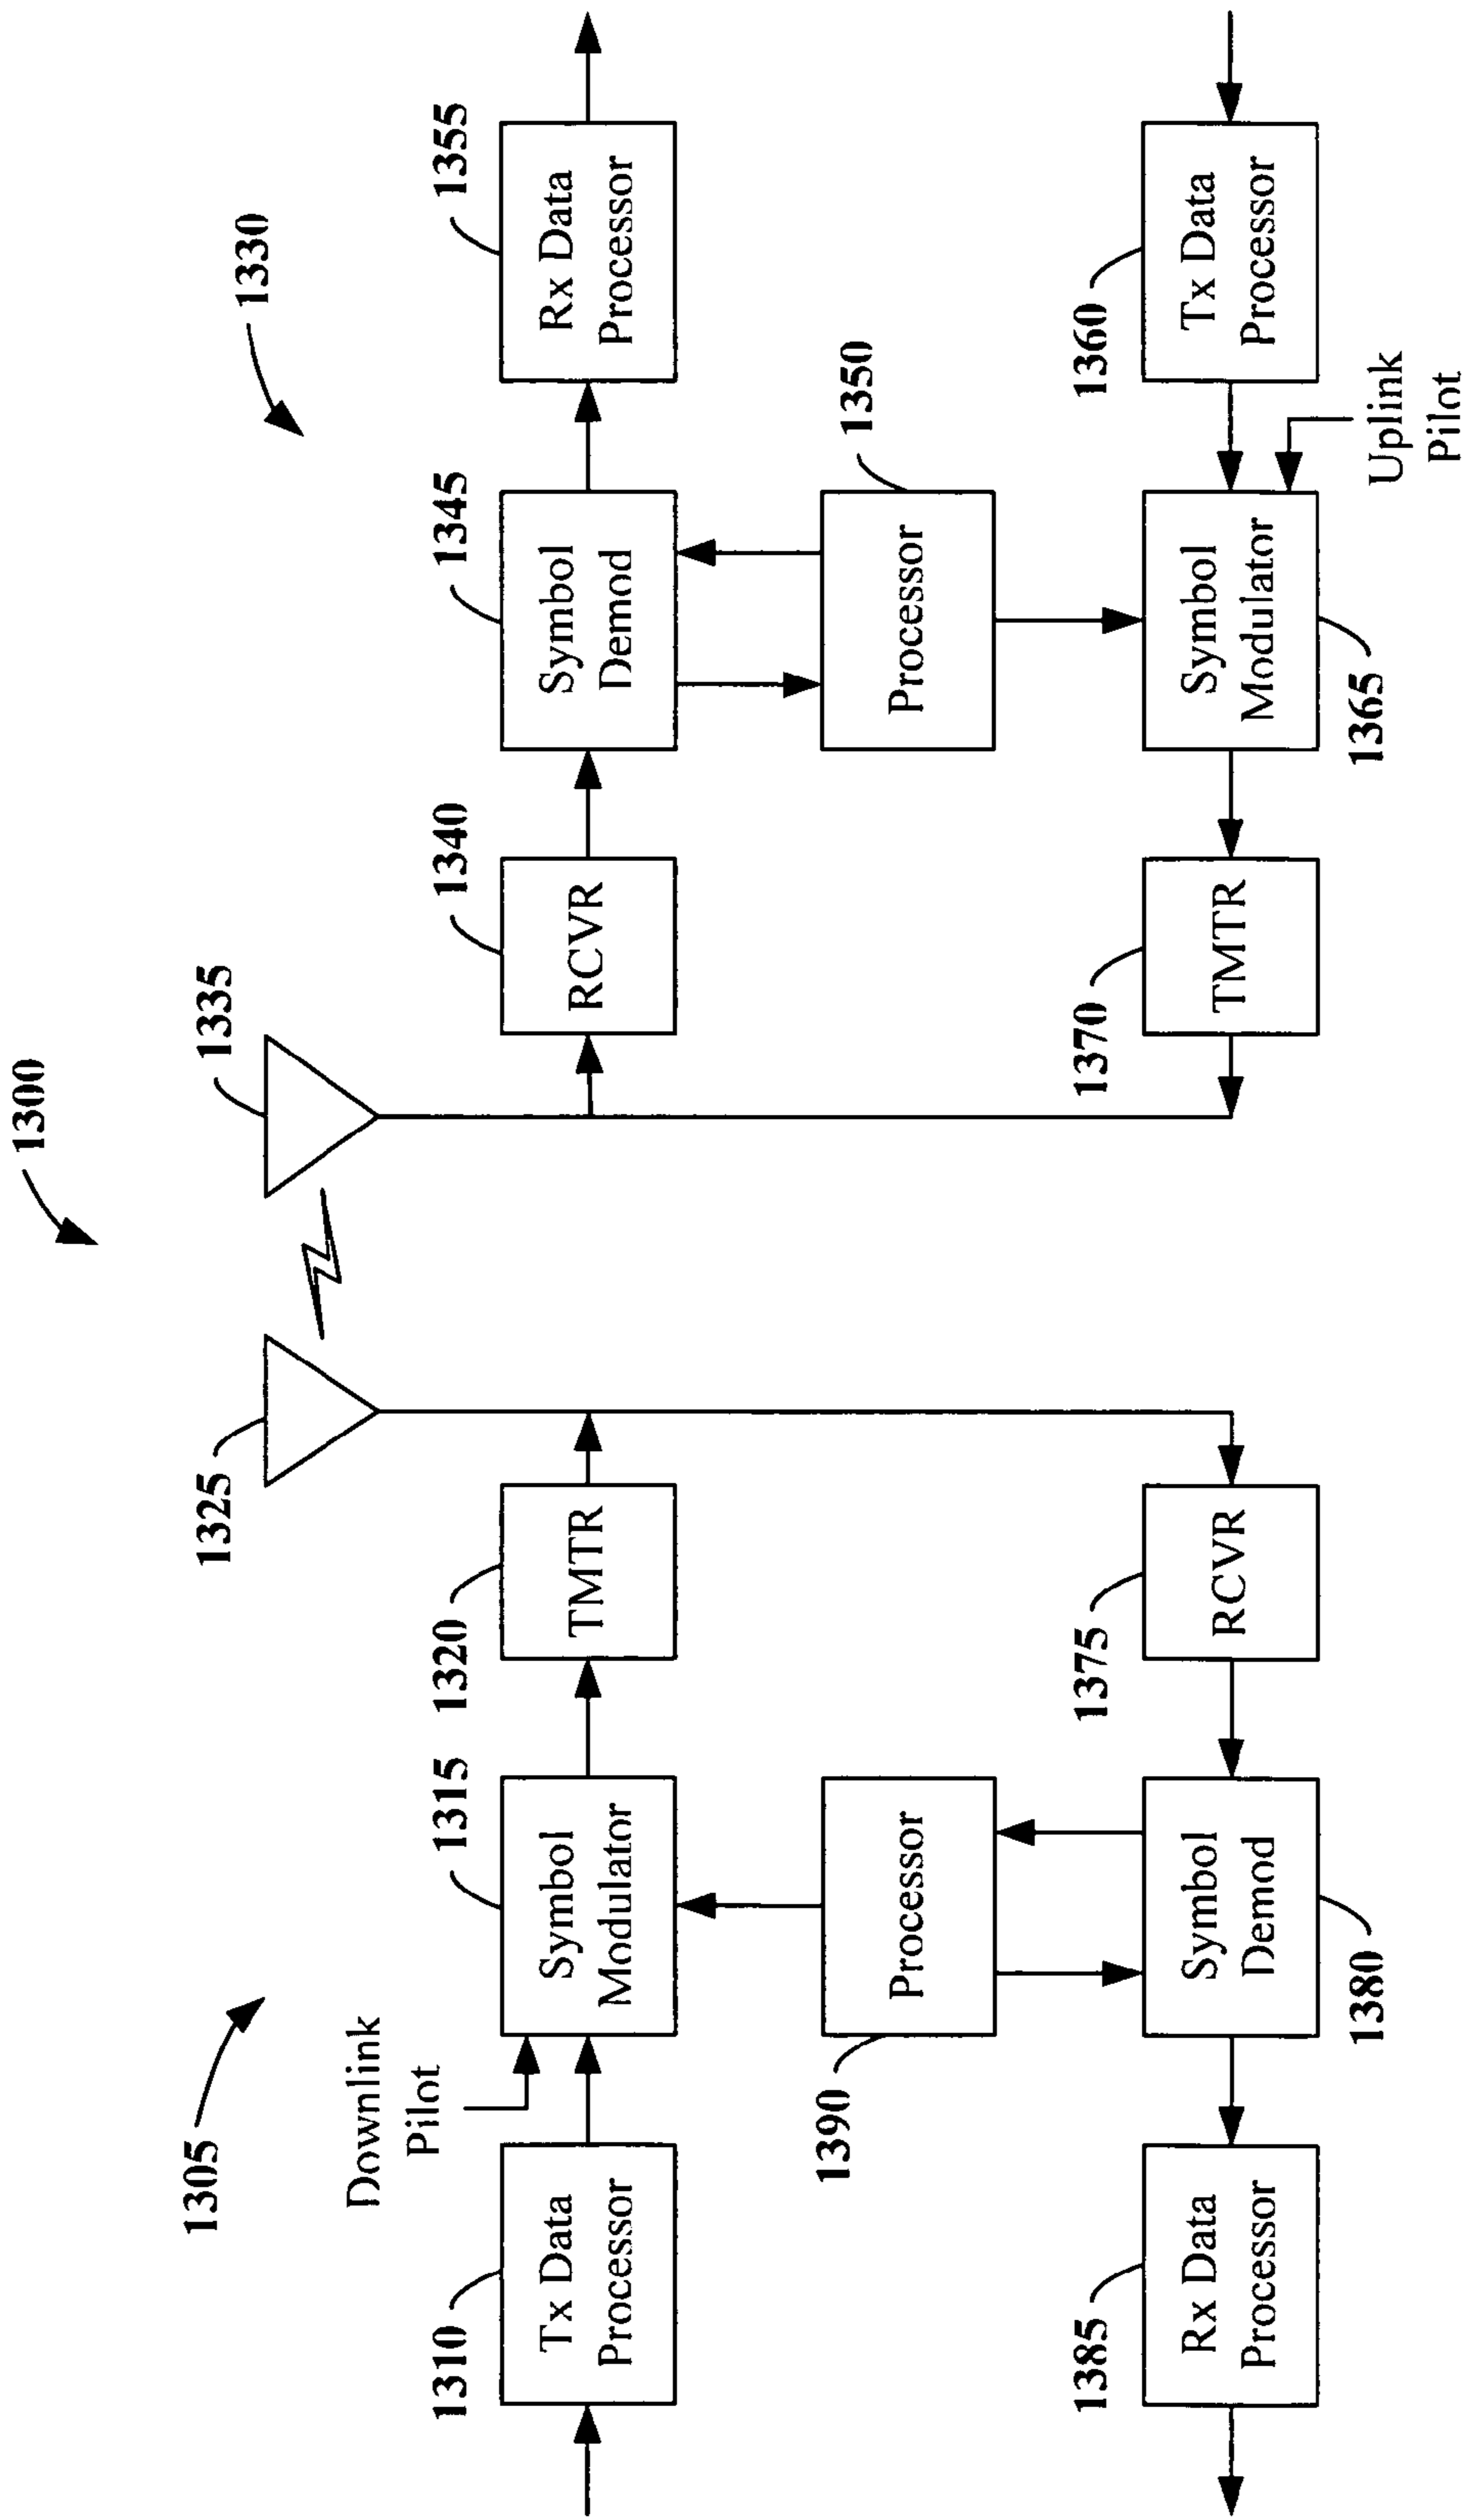 1300
1305
1330
1325
1335
Downlink
Pilot
1310
1315
1320
1340
1345
1355
Tx Data
Processor
Symbol
Modulator
TMTR
RCVR
Symbol
Demod
Rx Data
Processor
1390
Processor
Processor
1350
1385
1375
1370
1360
Rx Data
Processor
Symbol
Demod
RCVR
TMTR
Symbol
Modulator
Tx Data
Processor
1380
1365
Uplink
Pilot